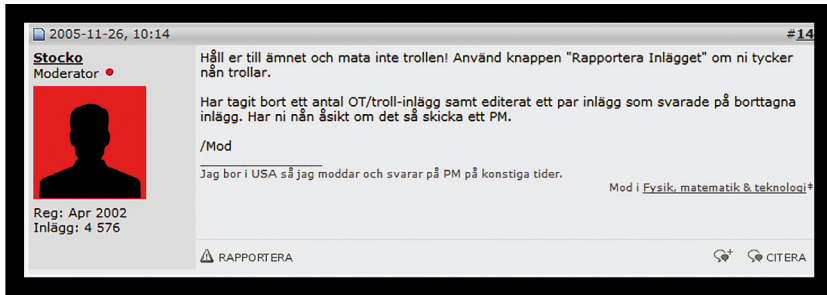 2005-11-26, 10:14
#14
Stocko
Moderator
Reg: Apr 2002
Inlägg: 4 576
Håll er till ämnet och mata inte trollen! Använd knappen "Rapportera Inlägget" om ni tycker
nån trollar.
Har tagit bort ett antal OT/troll-inlägg samt editerat ett par inlägg som svarade på borttagna
inlägg. Har ni nån åsikt om det så skicka ett PM.
/Mod
Jag bor i USA så jag moddar och svarar på PM på konstiga tider.
Mod i Fysik, matematik & teknologi‡
RAPPORTERA
CITERA